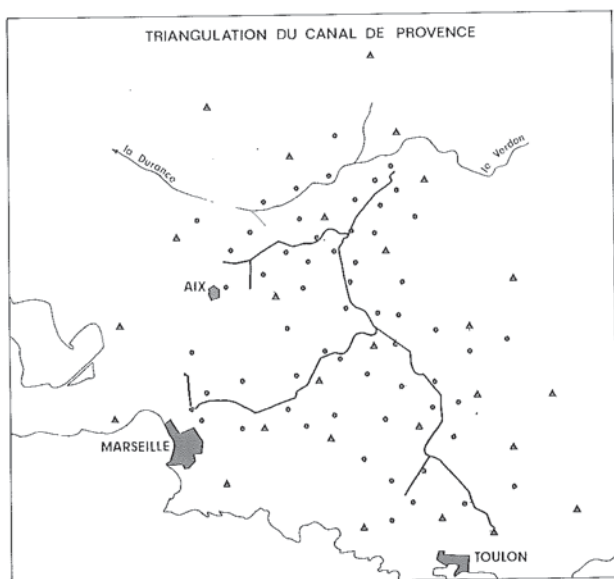 TRIANGULATION DU CANAL DE PROVENCE
la Durance
le Verdon
AIX
MARSEILLE
TOULON